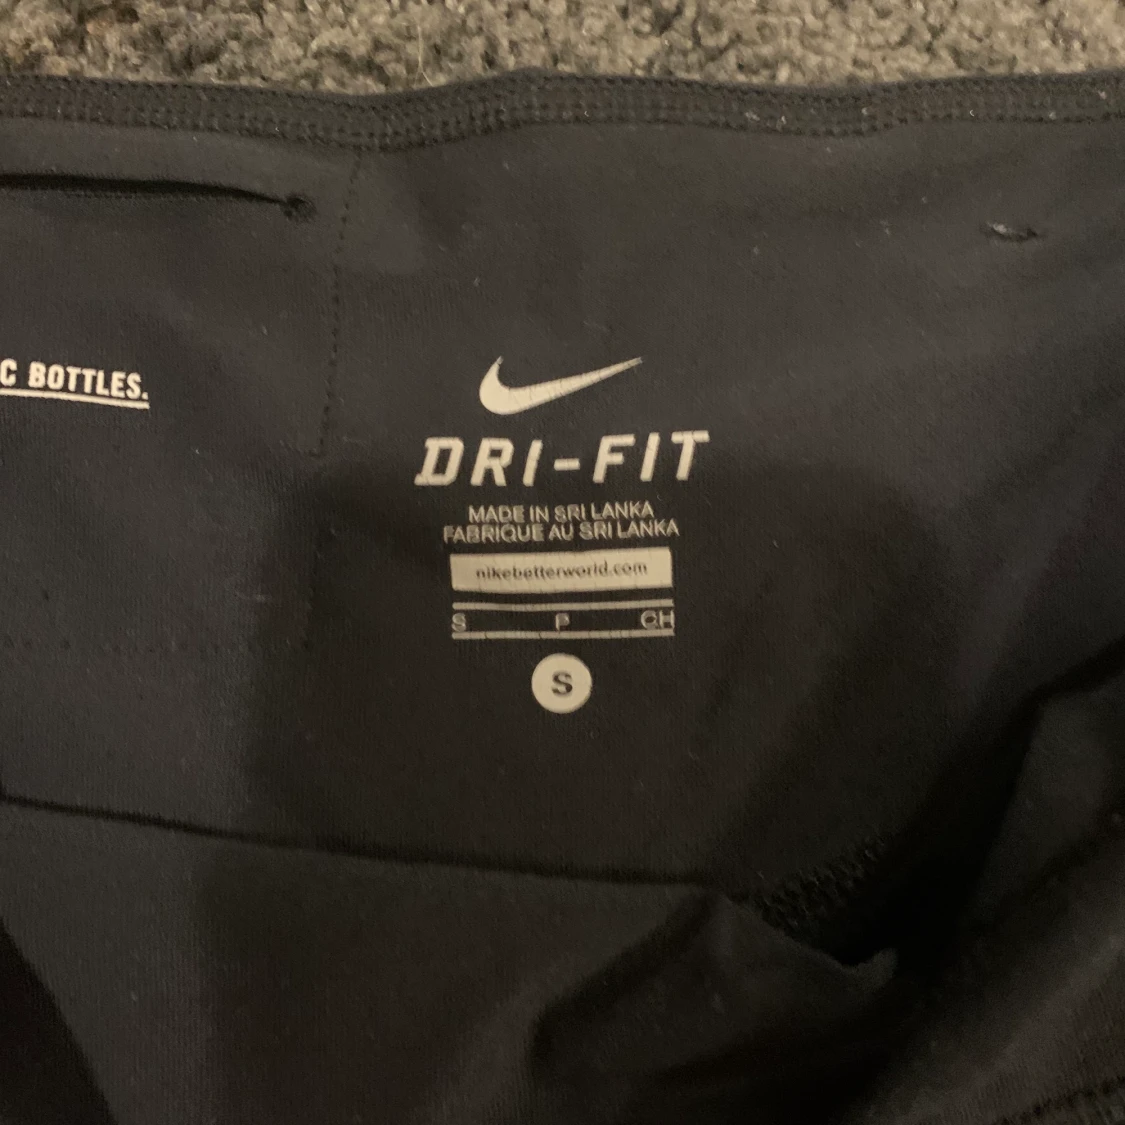 C BOTTLES.
DRI-FIT
MADE IN SRI LANKA
FABRIQUE AU SRI LANKA
nikebetterworld.com
S P CH
S